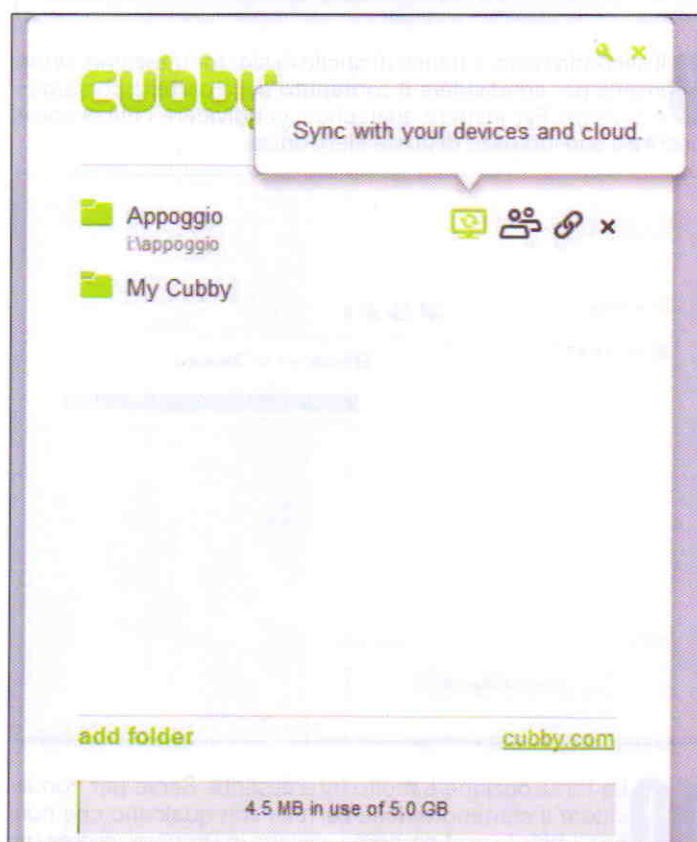 cubby
Sync with your devices and cloud.
Appoggio
i:\appoggio
My Cubby
add folder
cubby.com
4.5 MB in use of 5.0 GB